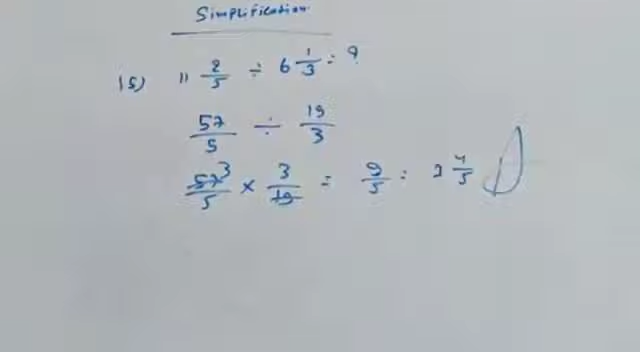 Simplification
15) 11 2/5 ÷ 6 1/3 = ?
57/5 ÷ 19/3
57/5 3 × 3/19 = 9/5 = 1 4/5